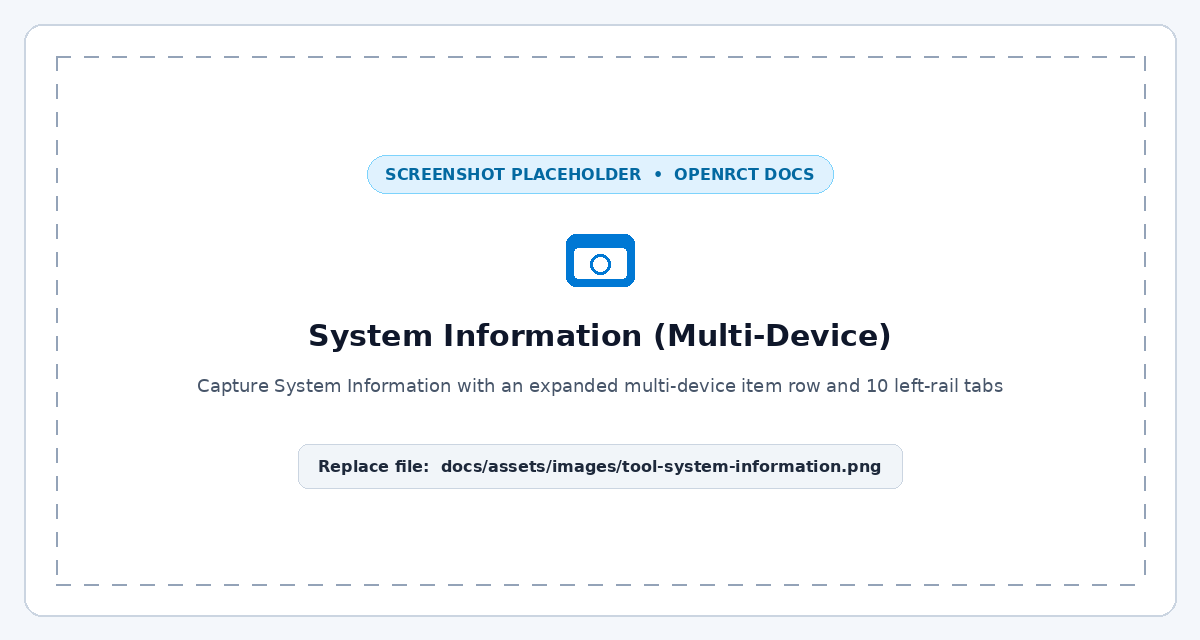 SCREENSHOT PLACEHOLDER • OPENRCT DOCS
System Information (Multi-Device)
Capture System Information with an expanded multi-device item row and 10 left-rail tabs
Replace file: docs/assets/images/tool-system-information.png